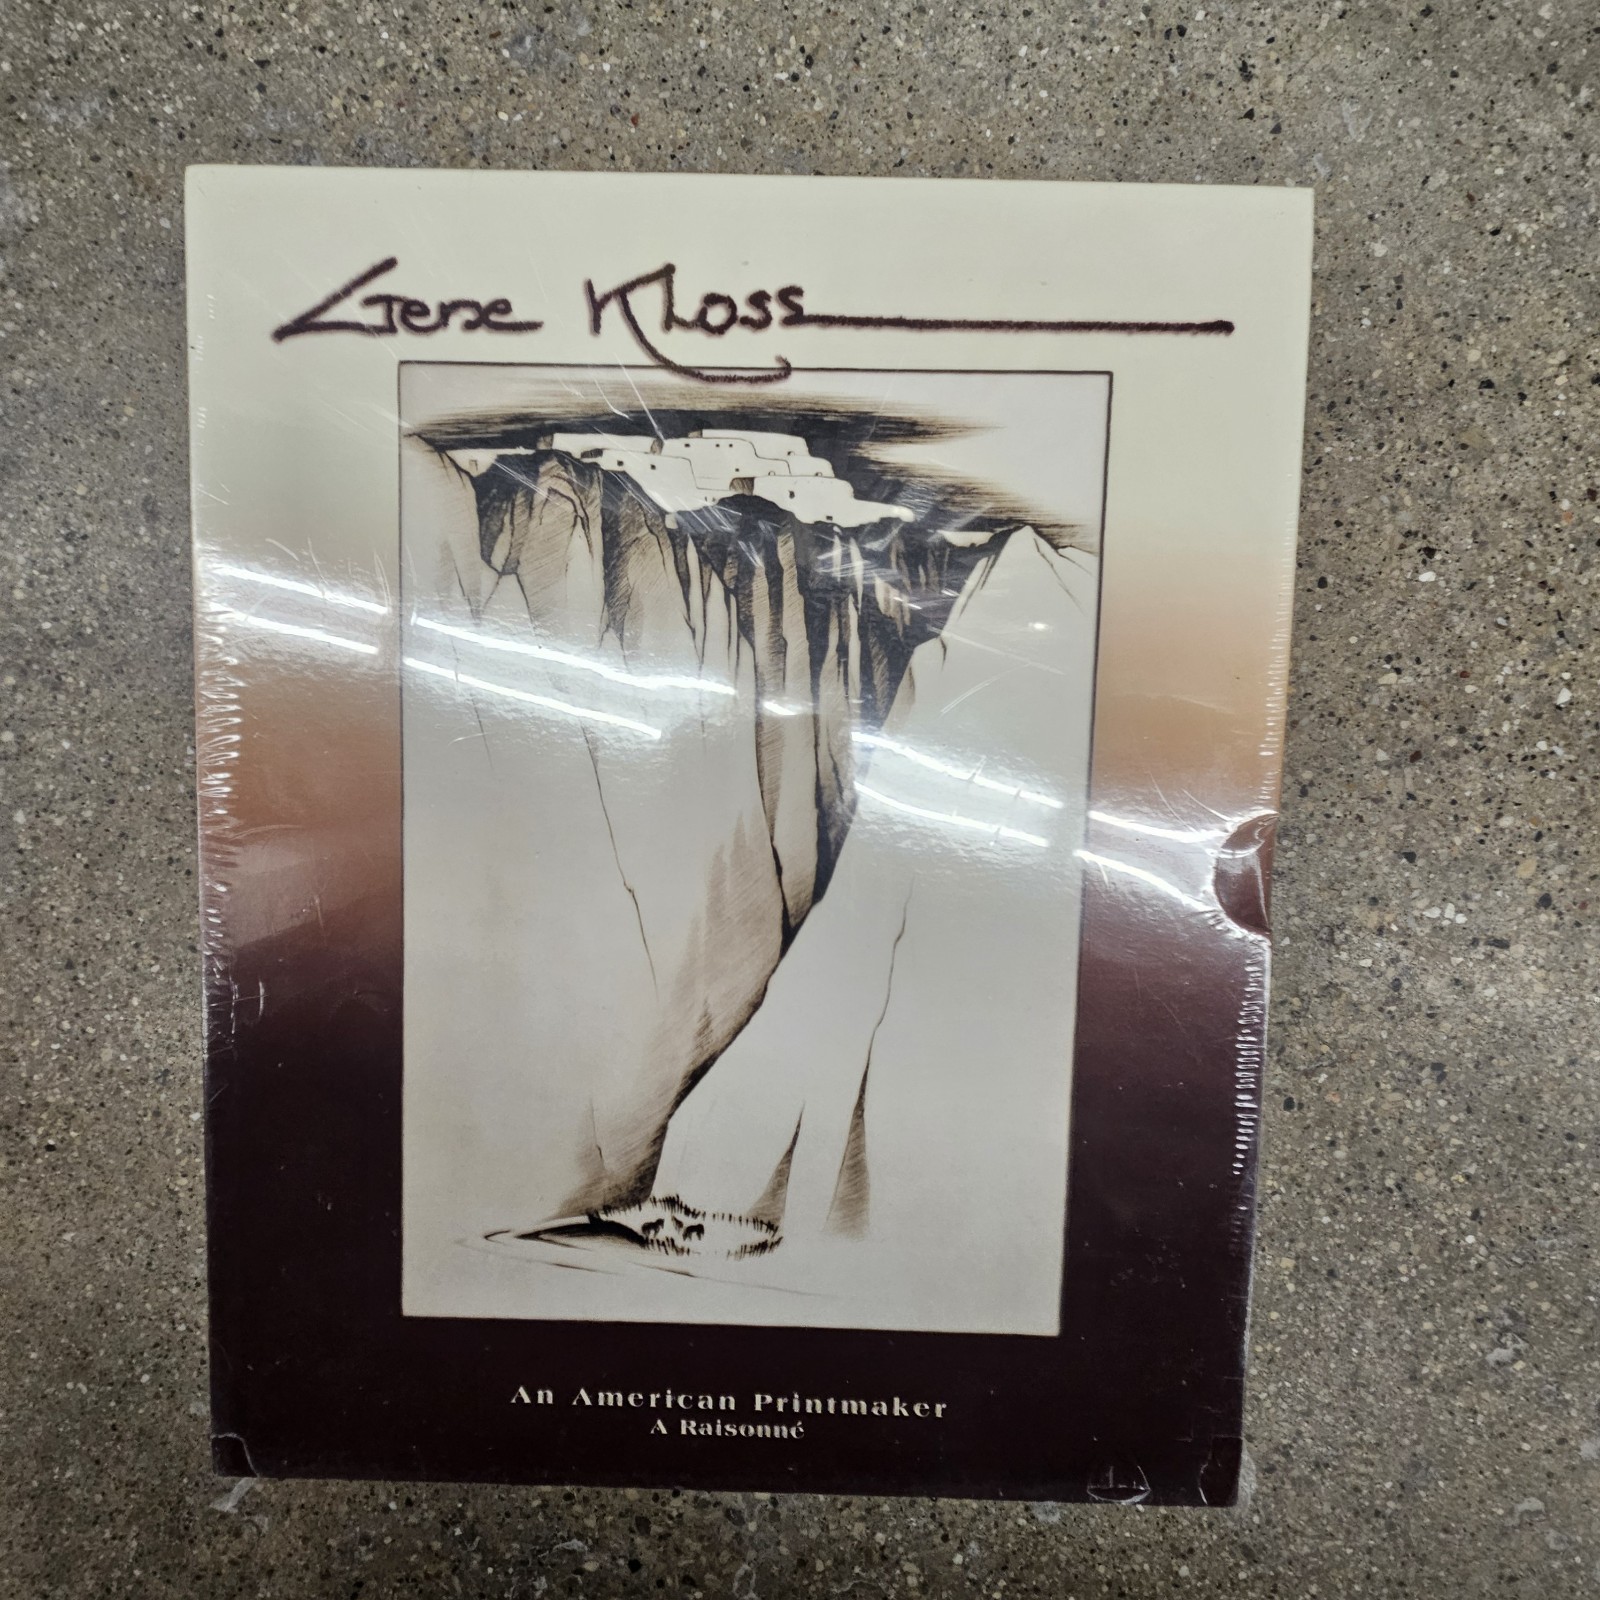 Gene Kloss
An American Printmaker
A Raisonné